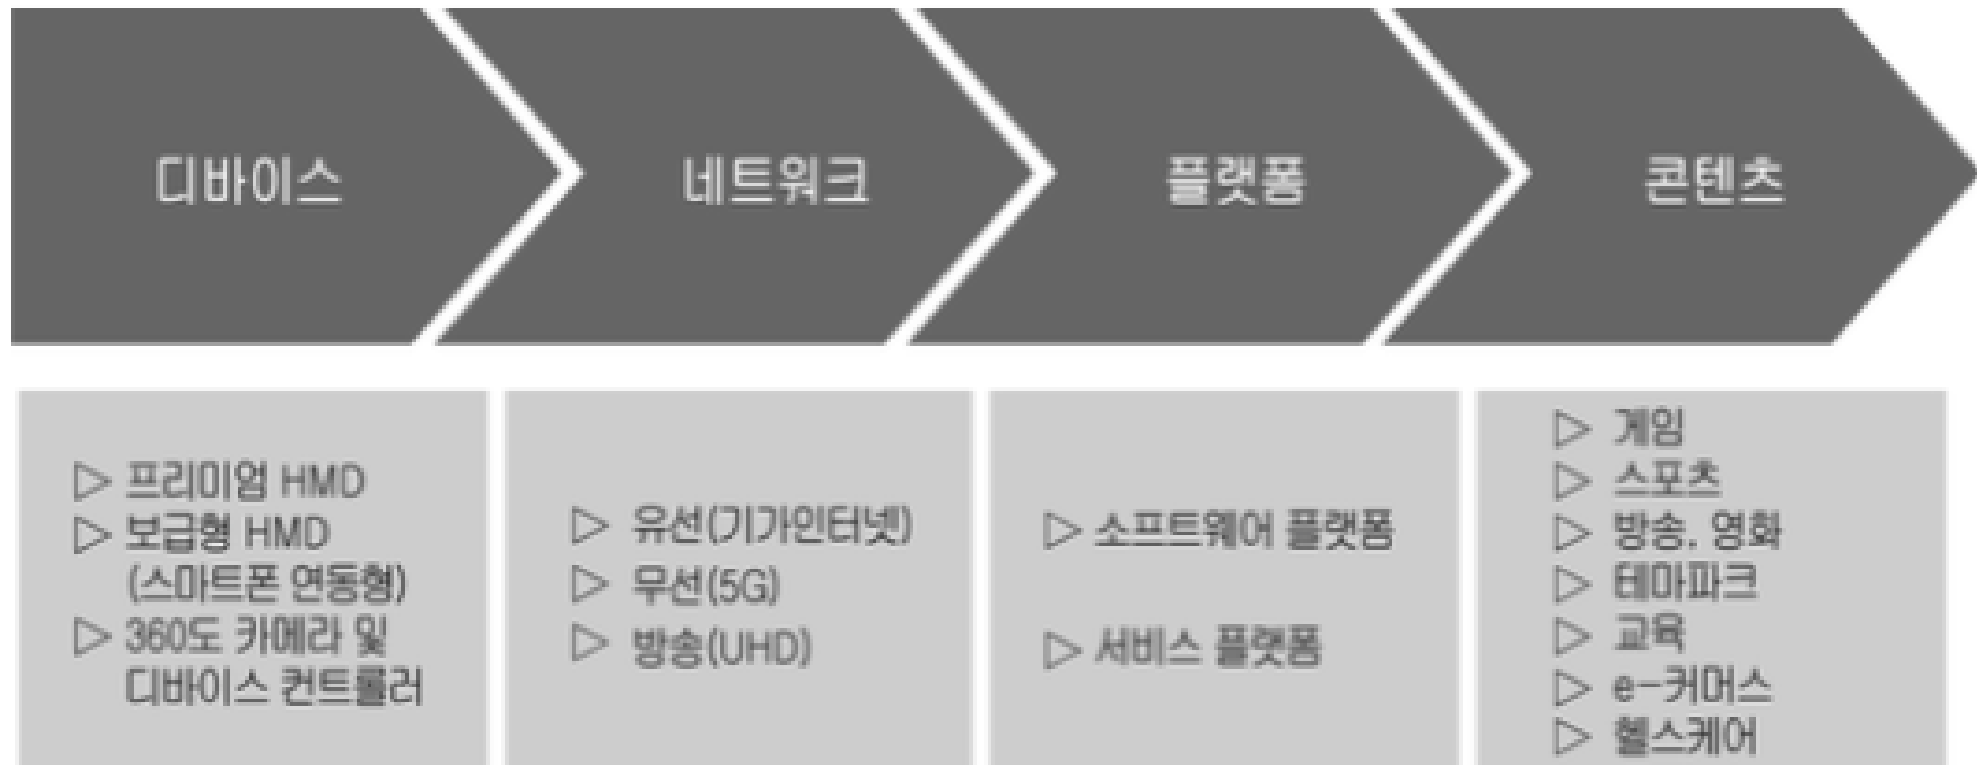 디바이스
네트워크
플랫폼
콘텐츠
▷ 프리미엄 HMD
▷ 보급형 HMD
(스마트폰 연동형)
▷ 360도 카메라 및
디바이스 컨트롤러
▷ 유선(기가인터넷)
▷ 무선(5G)
▷ 방송(UHD)
▷ 소프트웨어 플랫폼
▷ 서비스 플랫폼
▷ 게임
▷ 스포츠
▷ 방송, 영화
▷ 테마파크
▷ 교육
▷ e-커머스
▷ 헬스케어